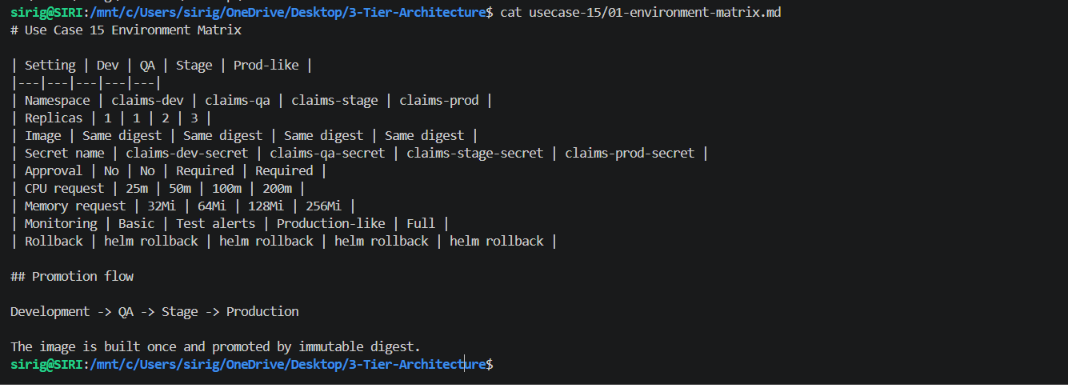 sirig@SIRI:/mnt/c/Users/sirig/OneDrive/Desktop/3-Tier-Architecture$ cat usecase-15/01-environment-matrix.md
# Use Case 15 Environment Matrix
| Setting | Dev | QA | Stage | Prod-like |
|---|---|---|---|---|
| Namespace | claims-dev | claims-qa | claims-stage | claims-prod |
| Replicas | 1 | 1 | 2 | 3 |
| Image | Same digest | Same digest | Same digest | Same digest |
| Secret name | claims-dev-secret | claims-qa-secret | claims-stage-secret | claims-prod-secret |
| Approval | No | No | Required | Required |
| CPU request | 25m | 50m | 100m | 200m |
| Memory request | 32Mi | 64Mi | 128Mi | 256Mi |
| Monitoring | Basic | Test alerts | Production-like | Full |
| Rollback | helm rollback | helm rollback | helm rollback | helm rollback |
## Promotion flow
Development -> QA -> Stage -> Production
The image is built once and promoted by immutable digest.
sirig@SIRI:/mnt/c/Users/sirig/OneDrive/Desktop/3-Tier-Architecture$